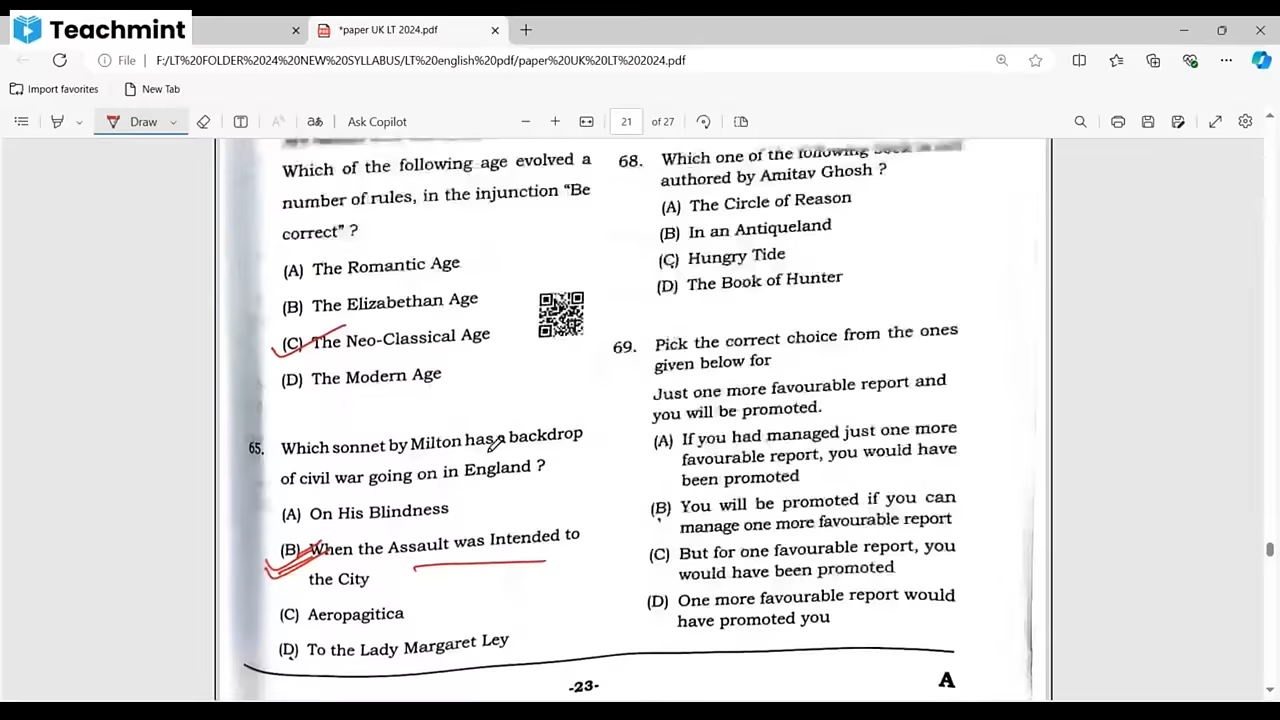 Teachmint
*paper UK LT 2024.pdf
File
F:/LT%20FOLDER%2024%20NEW%20SYLLABUS/LT%20english%20pdf/paper%20UK%20LT%202024.pdf
Import favorites
New Tab
Draw
Ask Copilot
21
of 27
Which of the following age evolved a
number of rules, in the injunction “Be
correct” ?
(A) The Romantic Age
(B) The Elizabethan Age
(C) The Neo-Classical Age
(D) The Modern Age
65. Which sonnet by Milton has a backdrop
of civil war going on in England ?
(A) On His Blindness
(B) When the Assault was Intended to
the City
(C) Aeropagitica
(D) To the Lady Margaret Ley
68. Which one of the following
authored by Amitav Ghosh ?
(A) The Circle of Reason
(B) In an Antiqueland
(C) Hungry Tide
(D) The Book of Hunter
69. Pick the correct choice from the ones
given below for
Just one more favourable report and
you will be promoted.
(A) If you had managed just one more
favourable report, you would have
been promoted
(B) You will be promoted if you can
manage one more favourable report
(C) But for one favourable report, you
would have been promoted
(D) One more favourable report would
have promoted you
-23-
A